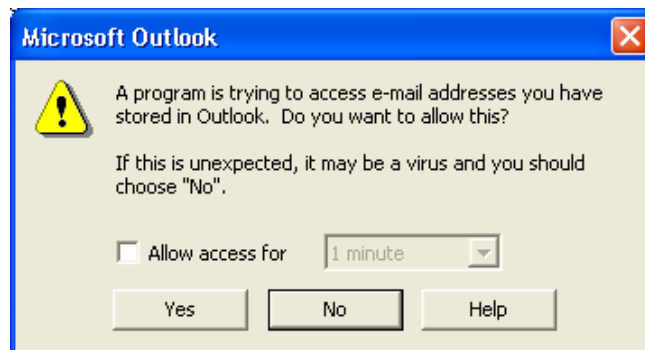 Microsoft Outlook
A program is trying to access e-mail addresses you have
stored in Outlook.  Do you want to allow this?
If this is unexpected, it may be a virus and you should
choose "No".
Allow access for 1 minute
Yes No Help